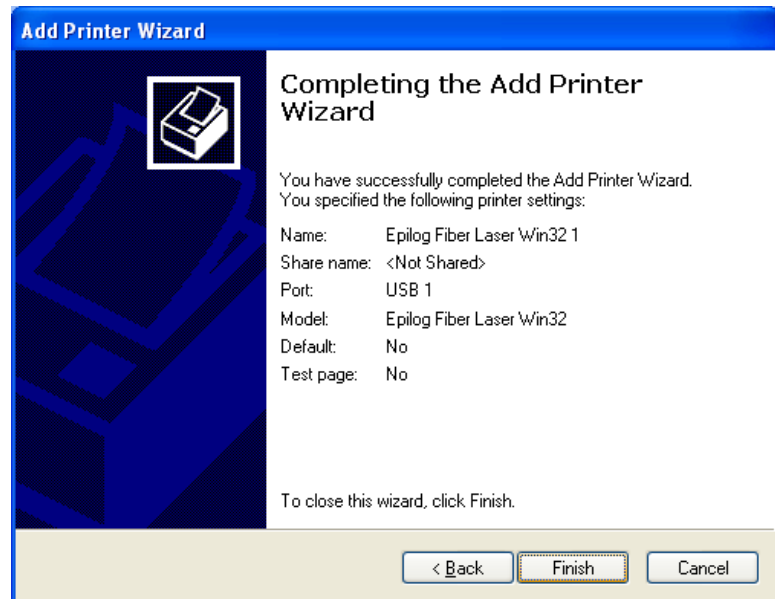 Add Printer Wizard
Completing the Add Printer
Wizard
You have successfully completed the Add Printer Wizard.
You specified the following printer settings:
Name: Epilog Fiber Laser Win32 1
Share name: <Not Shared>
Port: USB 1
Model: Epilog Fiber Laser Win32
Default: No
Test page: No
To close this wizard, click Finish.
< Back Finish Cancel